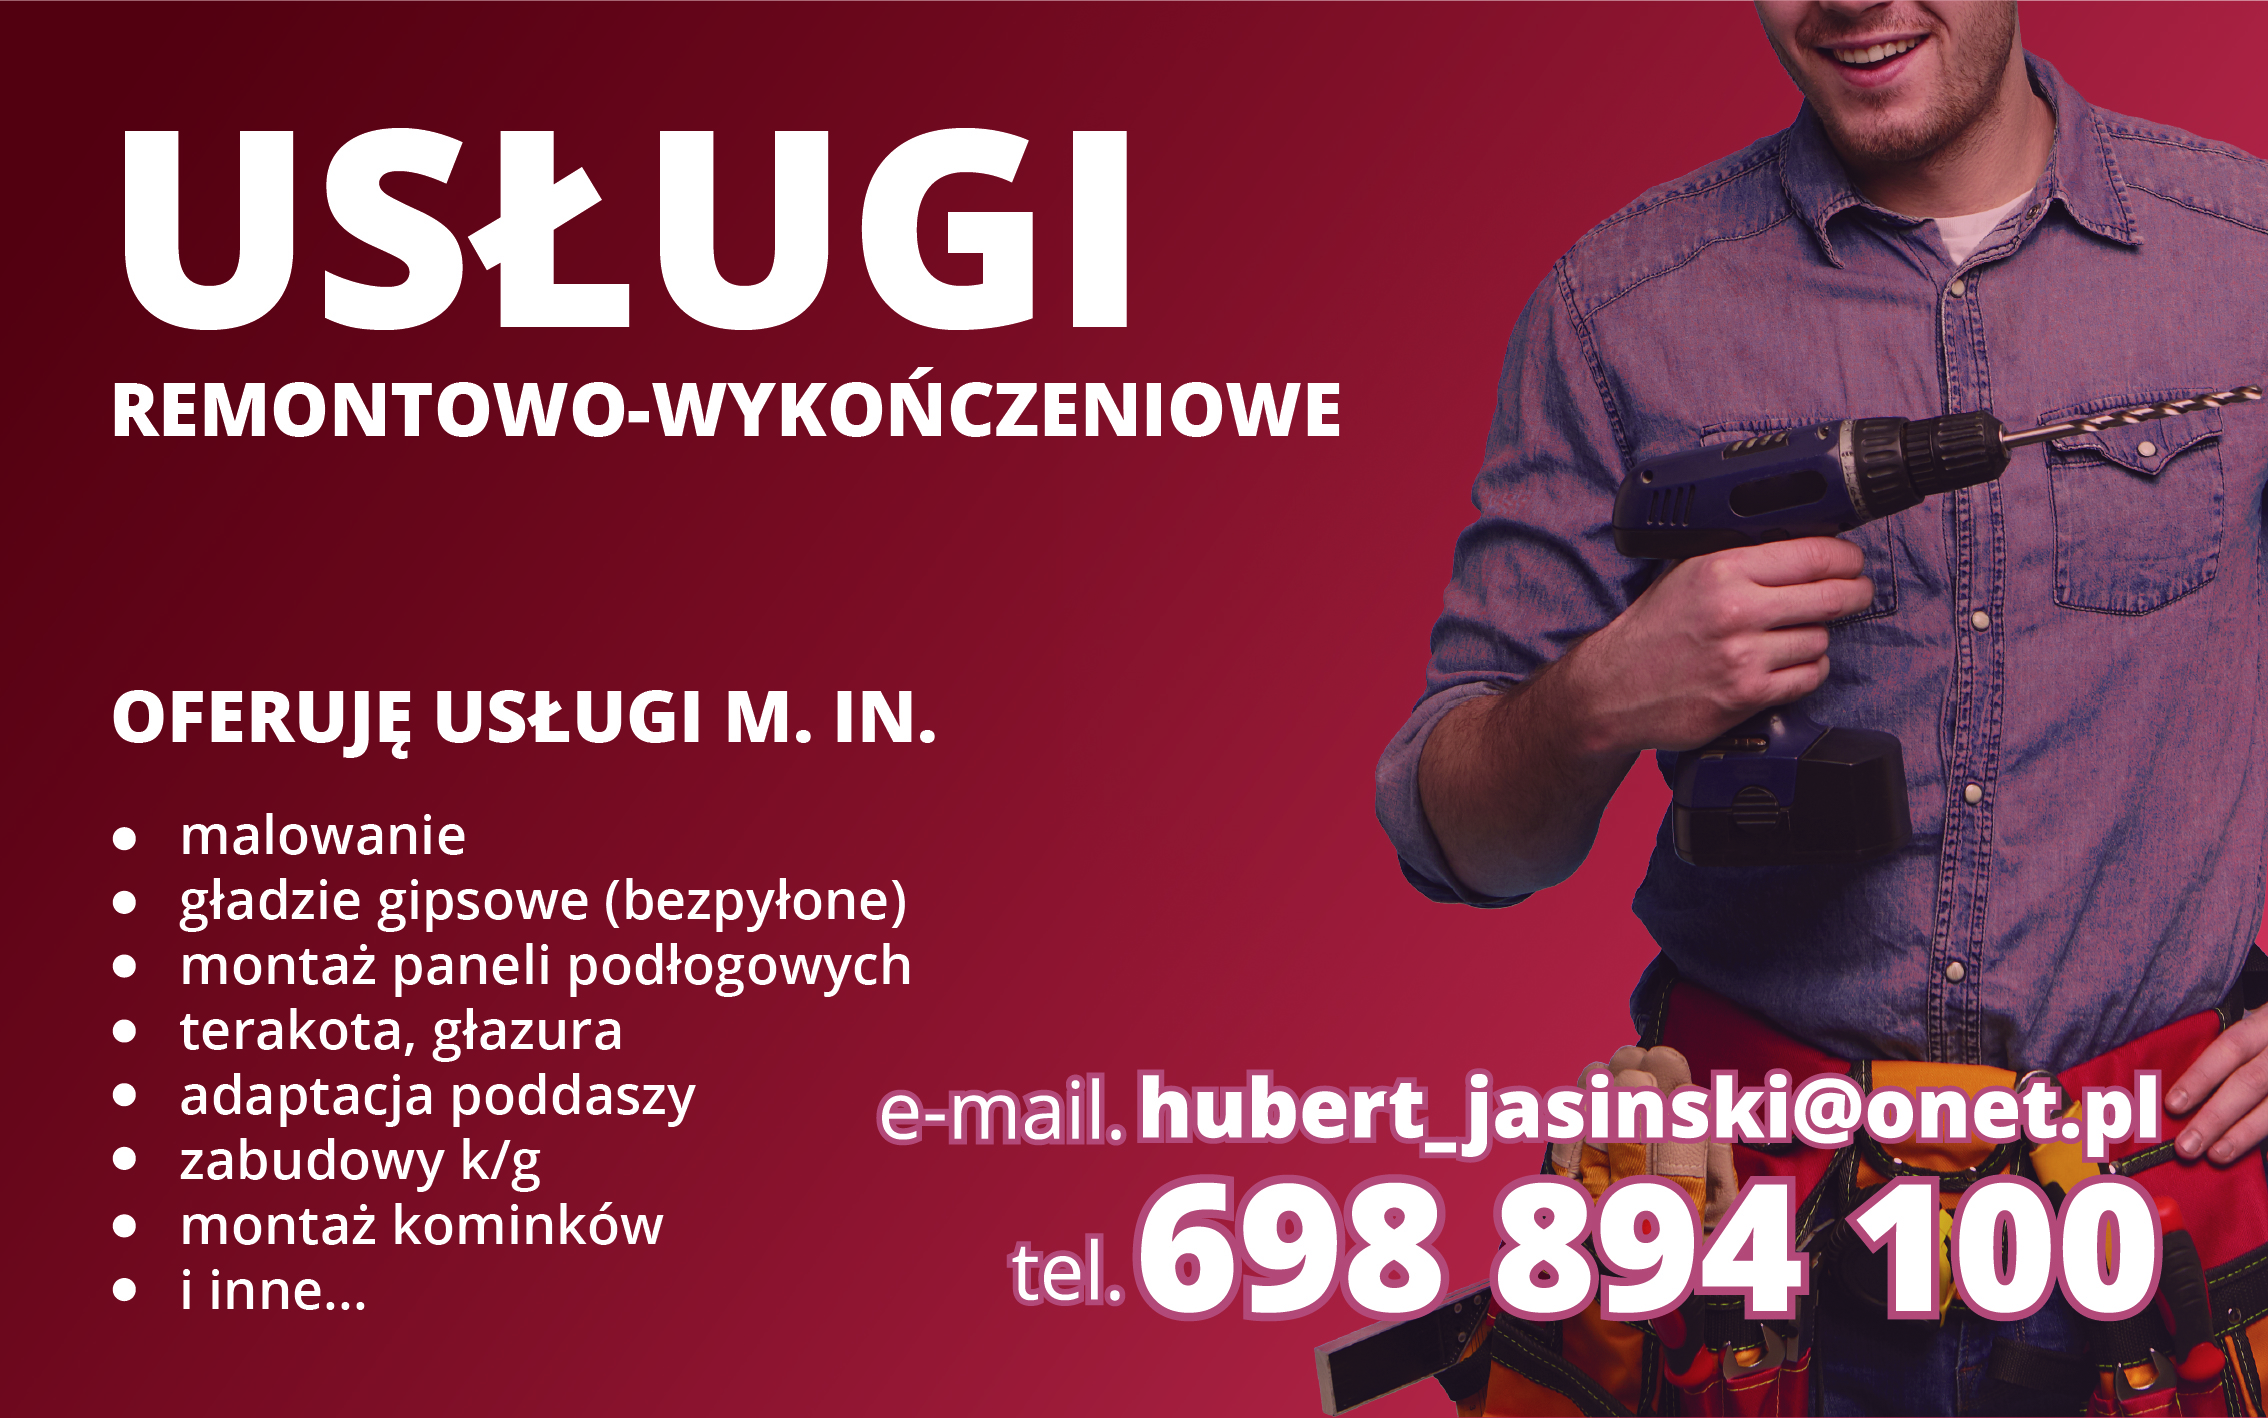 USŁUGI
REMONTOWO-WYKOŃCZENIOWE
OFERUJĘ USŁUGI M. IN.
● malowanie
● gładzie gipsowe (bezpyłone)
● montaż paneli podłogowych
● terakota, głazura
● adaptacja poddaszy
● zabudowy k/g
● montaż kominków
● i inne...
e-mail. hubert_jasinski@onet.pl
tel. 698 894 100